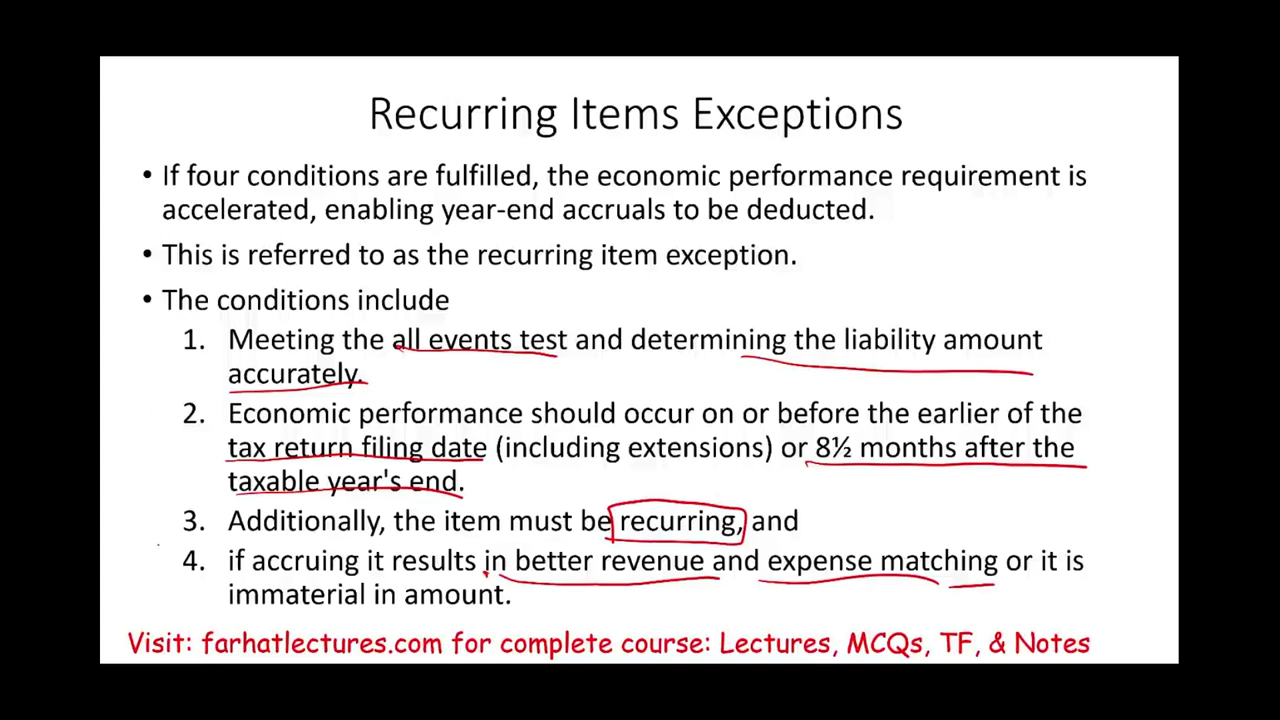 Recurring Items Exceptions
• If four conditions are fulfilled, the economic performance requirement is
accelerated, enabling year-end accruals to be deducted.
• This is referred to as the recurring item exception.
• The conditions include
1. Meeting the all events test and determining the liability amount
accurately.
2. Economic performance should occur on or before the earlier of the
tax return filing date (including extensions) or 8½ months after the
taxable year's end.
3. Additionally, the item must be recurring, and
4. if accruing it results in better revenue and expense matching or it is
immaterial in amount.
Visit: farhatlectures.com for complete course: Lectures, MCQs, TF, & Notes